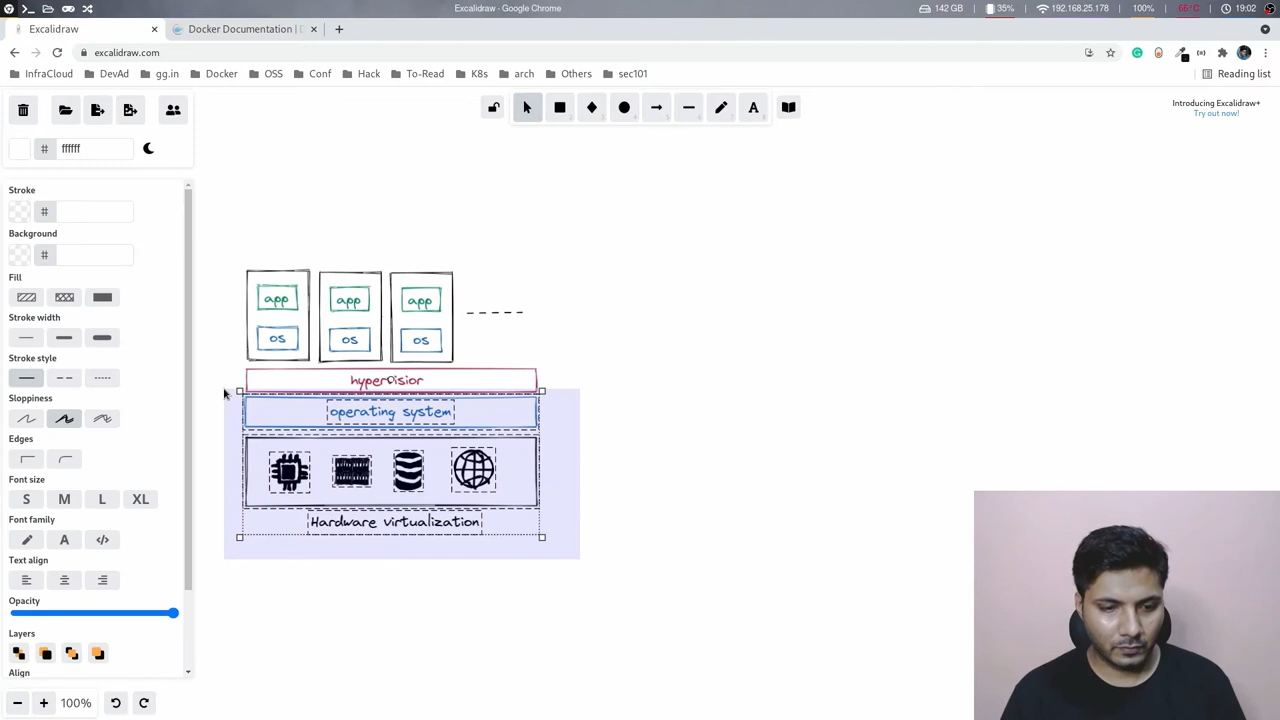 Excalidraw - Google Chrome
142 GB
35%
192.168.25.178
100%
66°C
19:02
Excalidraw
Docker Documentation | D
excalidraw.com
InfraCloud
DevAd
gg.in
Docker
OSS
Conf
Hack
To-Read
K8s
arch
Others
sec101
Reading list
A
Introducing Excalidraw+
Try out now!
# ffffff
Stroke
#
Background
#
Fill
Stroke width
Stroke style
Sloppiness
Edges
Font size
S M L XL
Font family
A
Text align
Opacity
Layers
Align
100%
app app app
os os os
hypervisior
operating system
Hardware virtualization